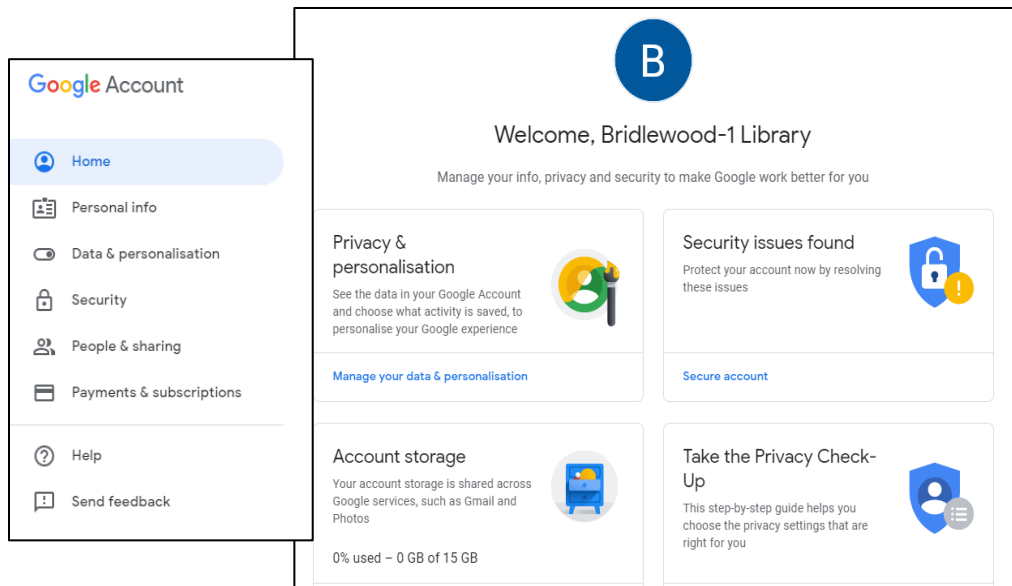 Google Account
Home
Personal info
Data & personalisation
Security
People & sharing
Payments & subscriptions
Help
Send feedback
B
Welcome, Bridlewood-1 Library
Manage your info, privacy and security to make Google work better for you
Privacy &
personalisation
See the data in your Google Account
and choose what activity is saved, to
personalise your Google experience
Manage your data & personalisation
Security issues found
Protect your account now by resolving
these issues
Secure account
Account storage
Your account storage is shared across
Google services, such as Gmail and
Photos
0% used – 0 GB of 15 GB
Take the Privacy Check-
Up
This step-by-step guide helps you
choose the privacy settings that are
right for you